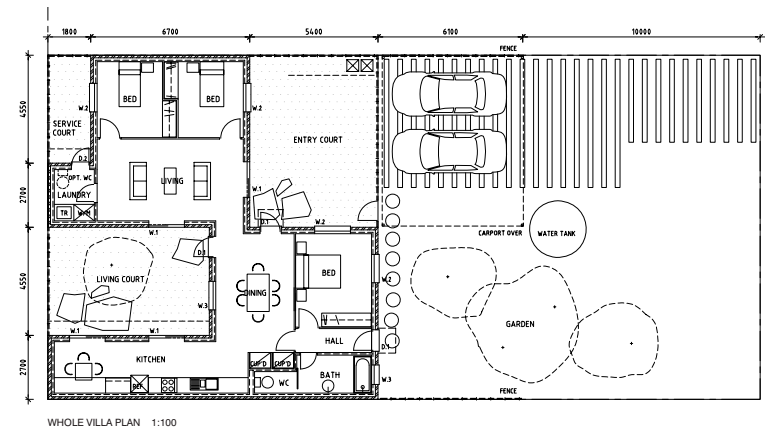 1800 6700 5400 6100 10000
FENCE
4550
2700
4550
2700
BED
BED
W.2
W.2
SERVICE
COURT
ENTRY COURT
D.2
OPT. WC
LIVING
LAUNDRY
TR
W.1
D.1
W.2
W.1
CARPORT OVER
WATER TANK
D.1
LIVING COURT
BED
W.2
DINING
W.3
GARDEN
W.1
W.1
HALL
D.1
KITCHEN
CUP'D
CUP'D
BATH
WC
REF
W.3
FENCE
WHOLE VILLA PLAN 1:100